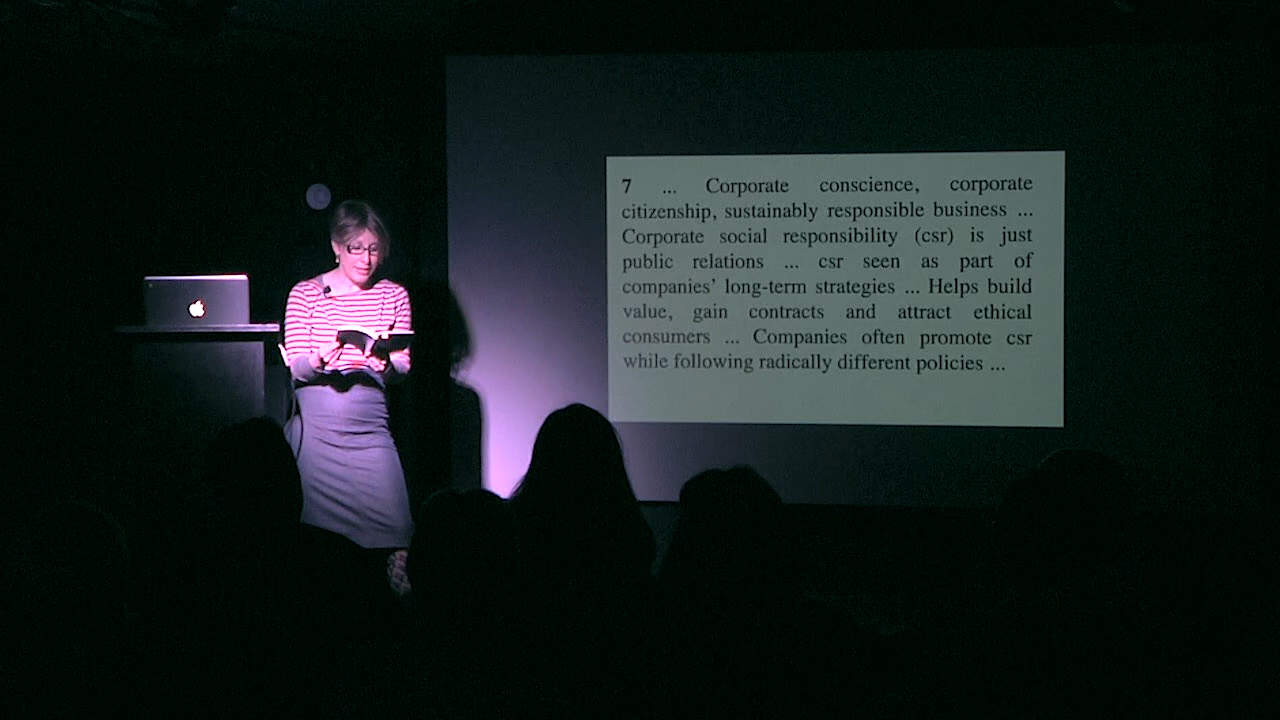 7 ... Corporate conscience, corporate
citizenship, sustainably responsible business ...
Corporate social responsibility (csr) is just
public relations ... csr seen as part of
companies’ long-term strategies ... Helps build
value, gain contracts and attract ethical
consumers ... Companies often promote csr
while following radically different policies ...